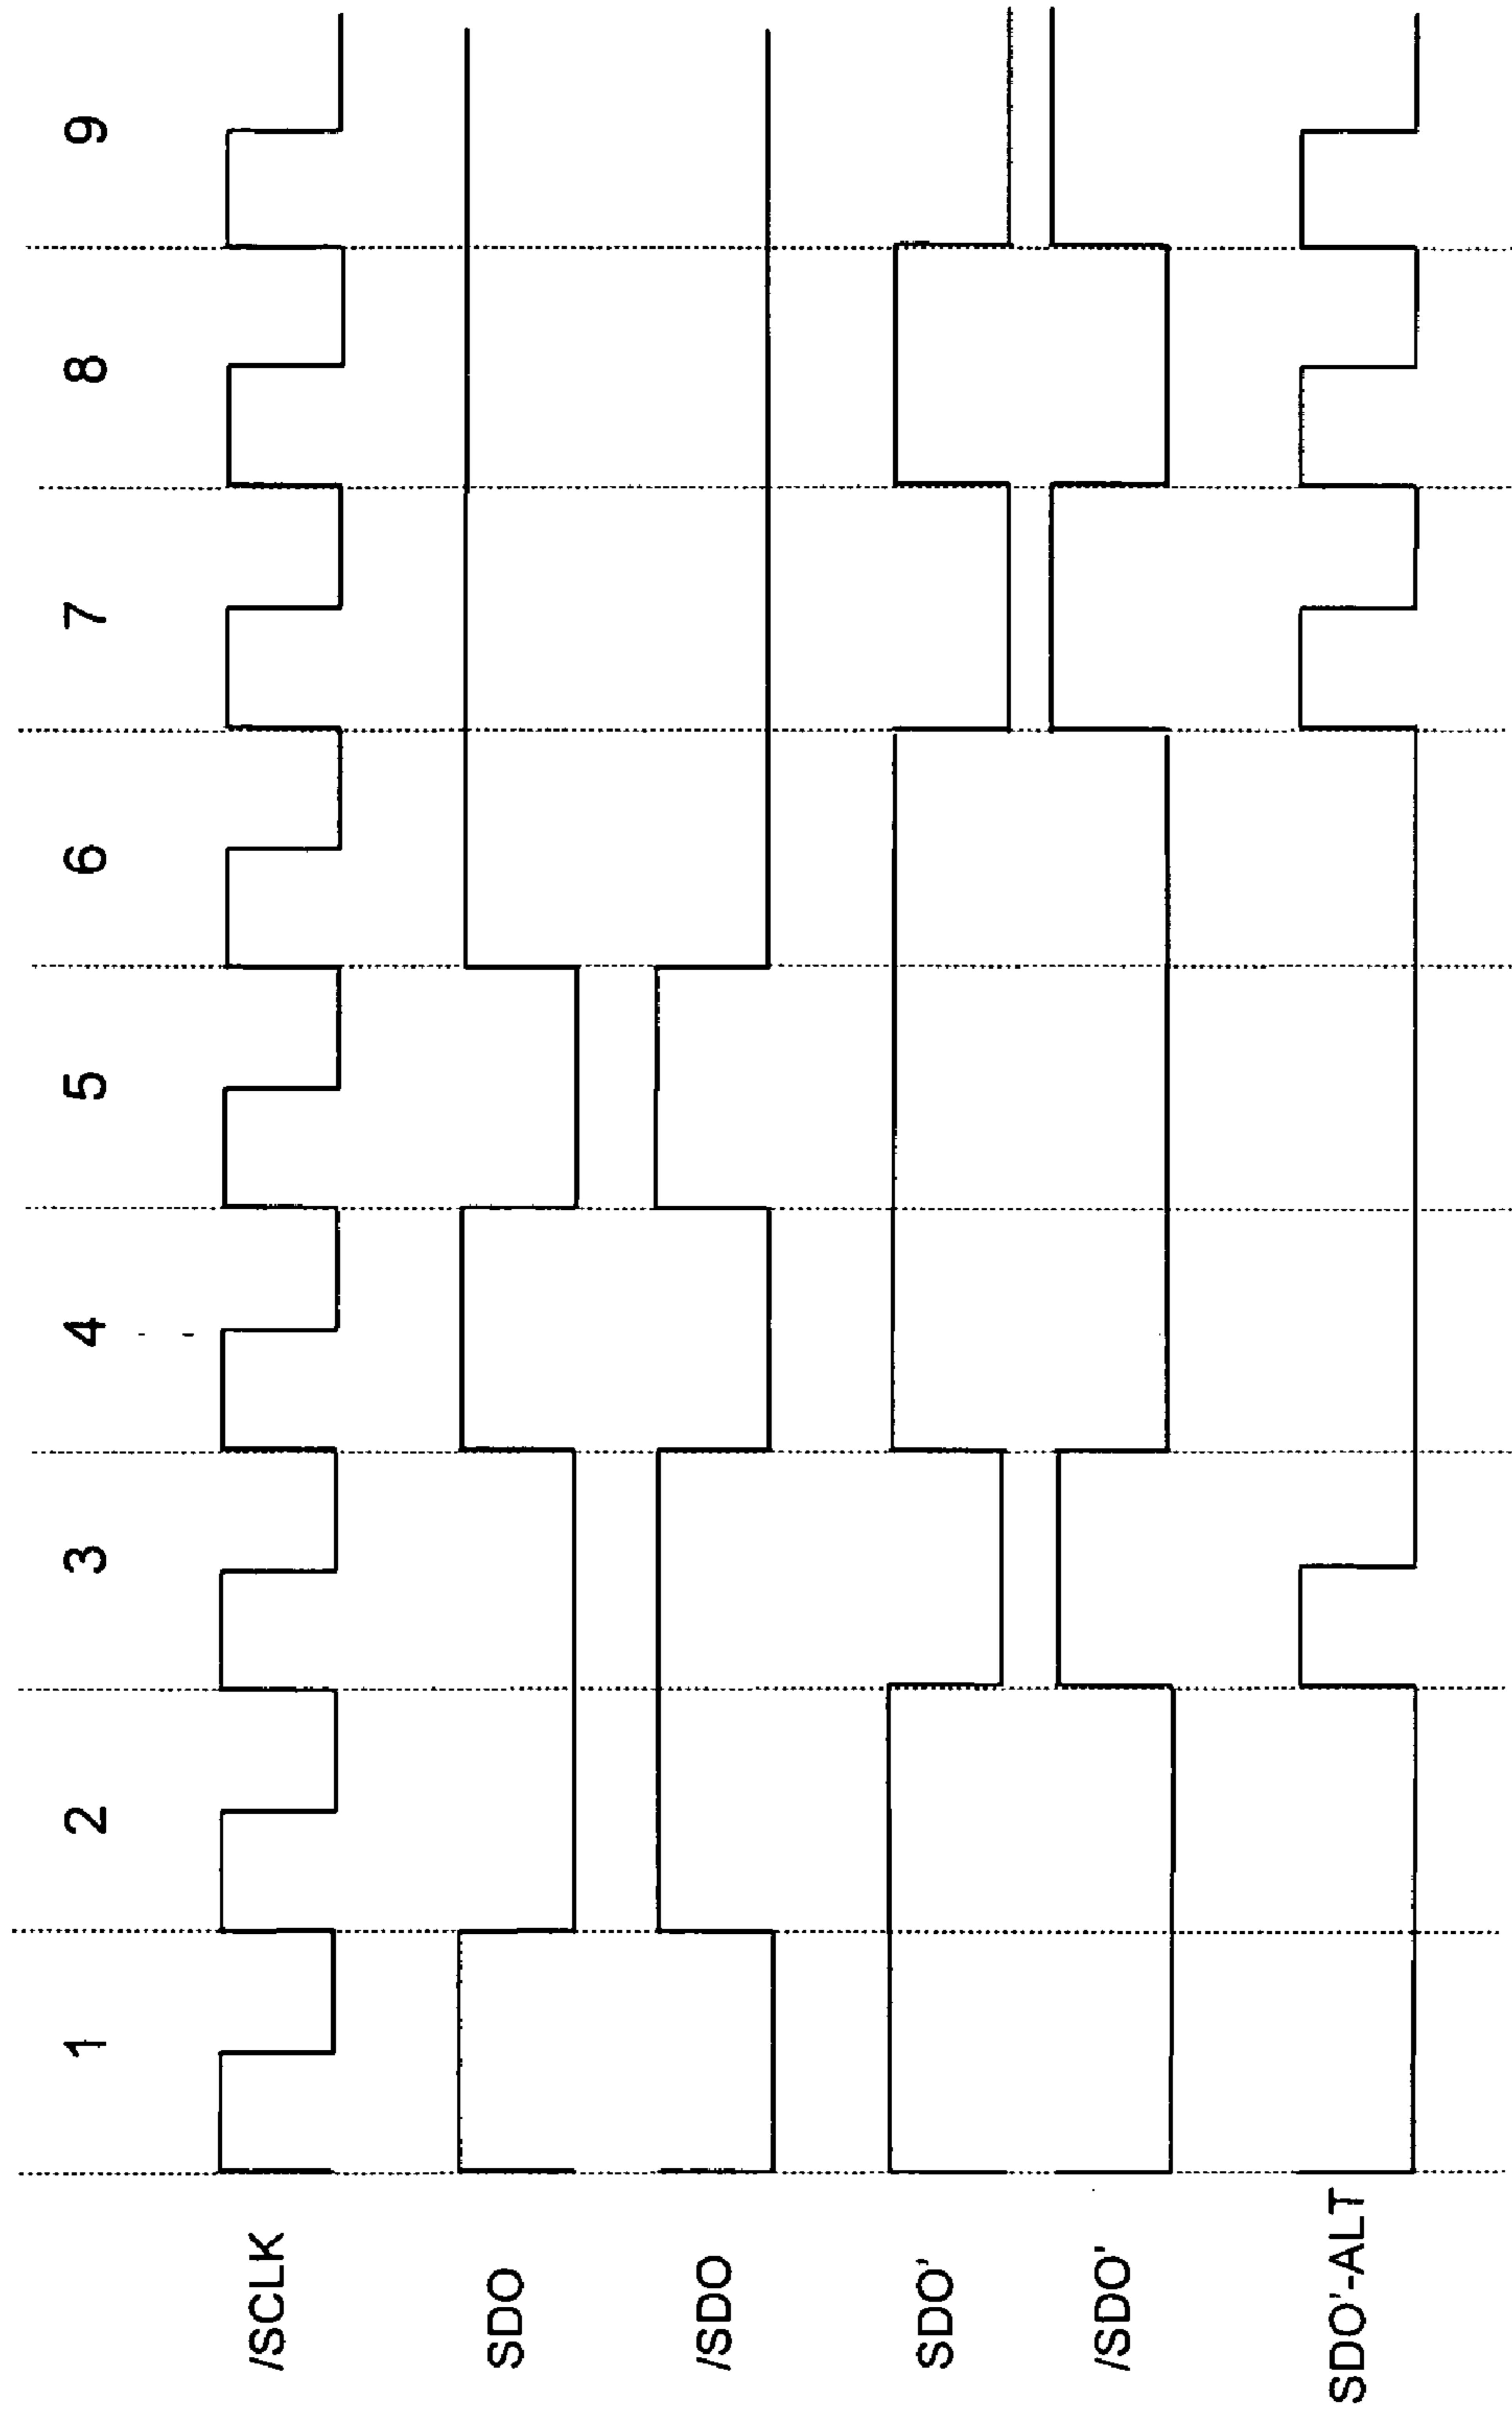 1 2 3 4 5 6 7 8 9
/SCLK
SDO
/SDO
SDO'
/SDO'
SDO'-ALT